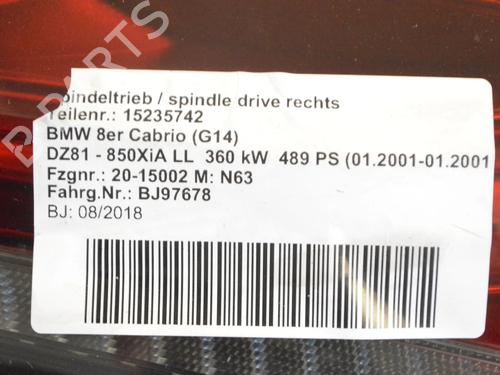 pindeltrieb / spindle drive rechts
Teilenr.: 15235742
BMW 8er Cabrio (G14)
DZ81 - 850XiA LL 360 kW 489 PS (01.2001-01.2001
Fzgnr.: 20-15002 M: N63
Fahrg.Nr.: BJ97678
BJ: 08/2018
B PARTS